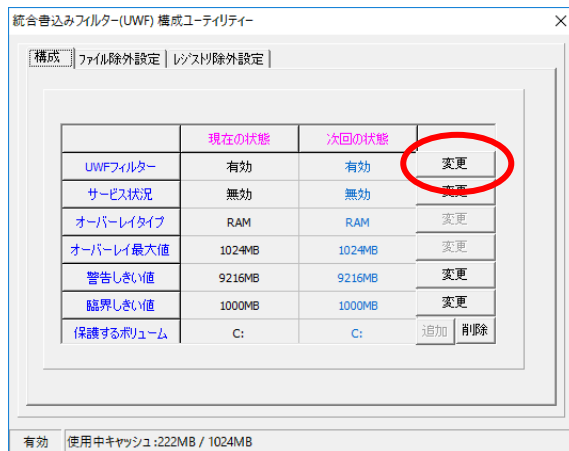 統合書込みフィルター(UWF) 構成ユーティリティー
構成 ファイル除外設定 レジストリ除外設定
現在の状態 次回の状態
UWFフィルター 有効 有効 変更
サービス状況 無効 無効 変更
オーバーレイタイプ RAM RAM 変更
オーバーレイ最大値 1024MB 1024MB 変更
警告しきい値 9216MB 9216MB 変更
臨界しきい値 1000MB 1000MB 変更
保護するボリューム C: C: 追加 削除
有効 使用中キャッシュ:222MB / 1024MB